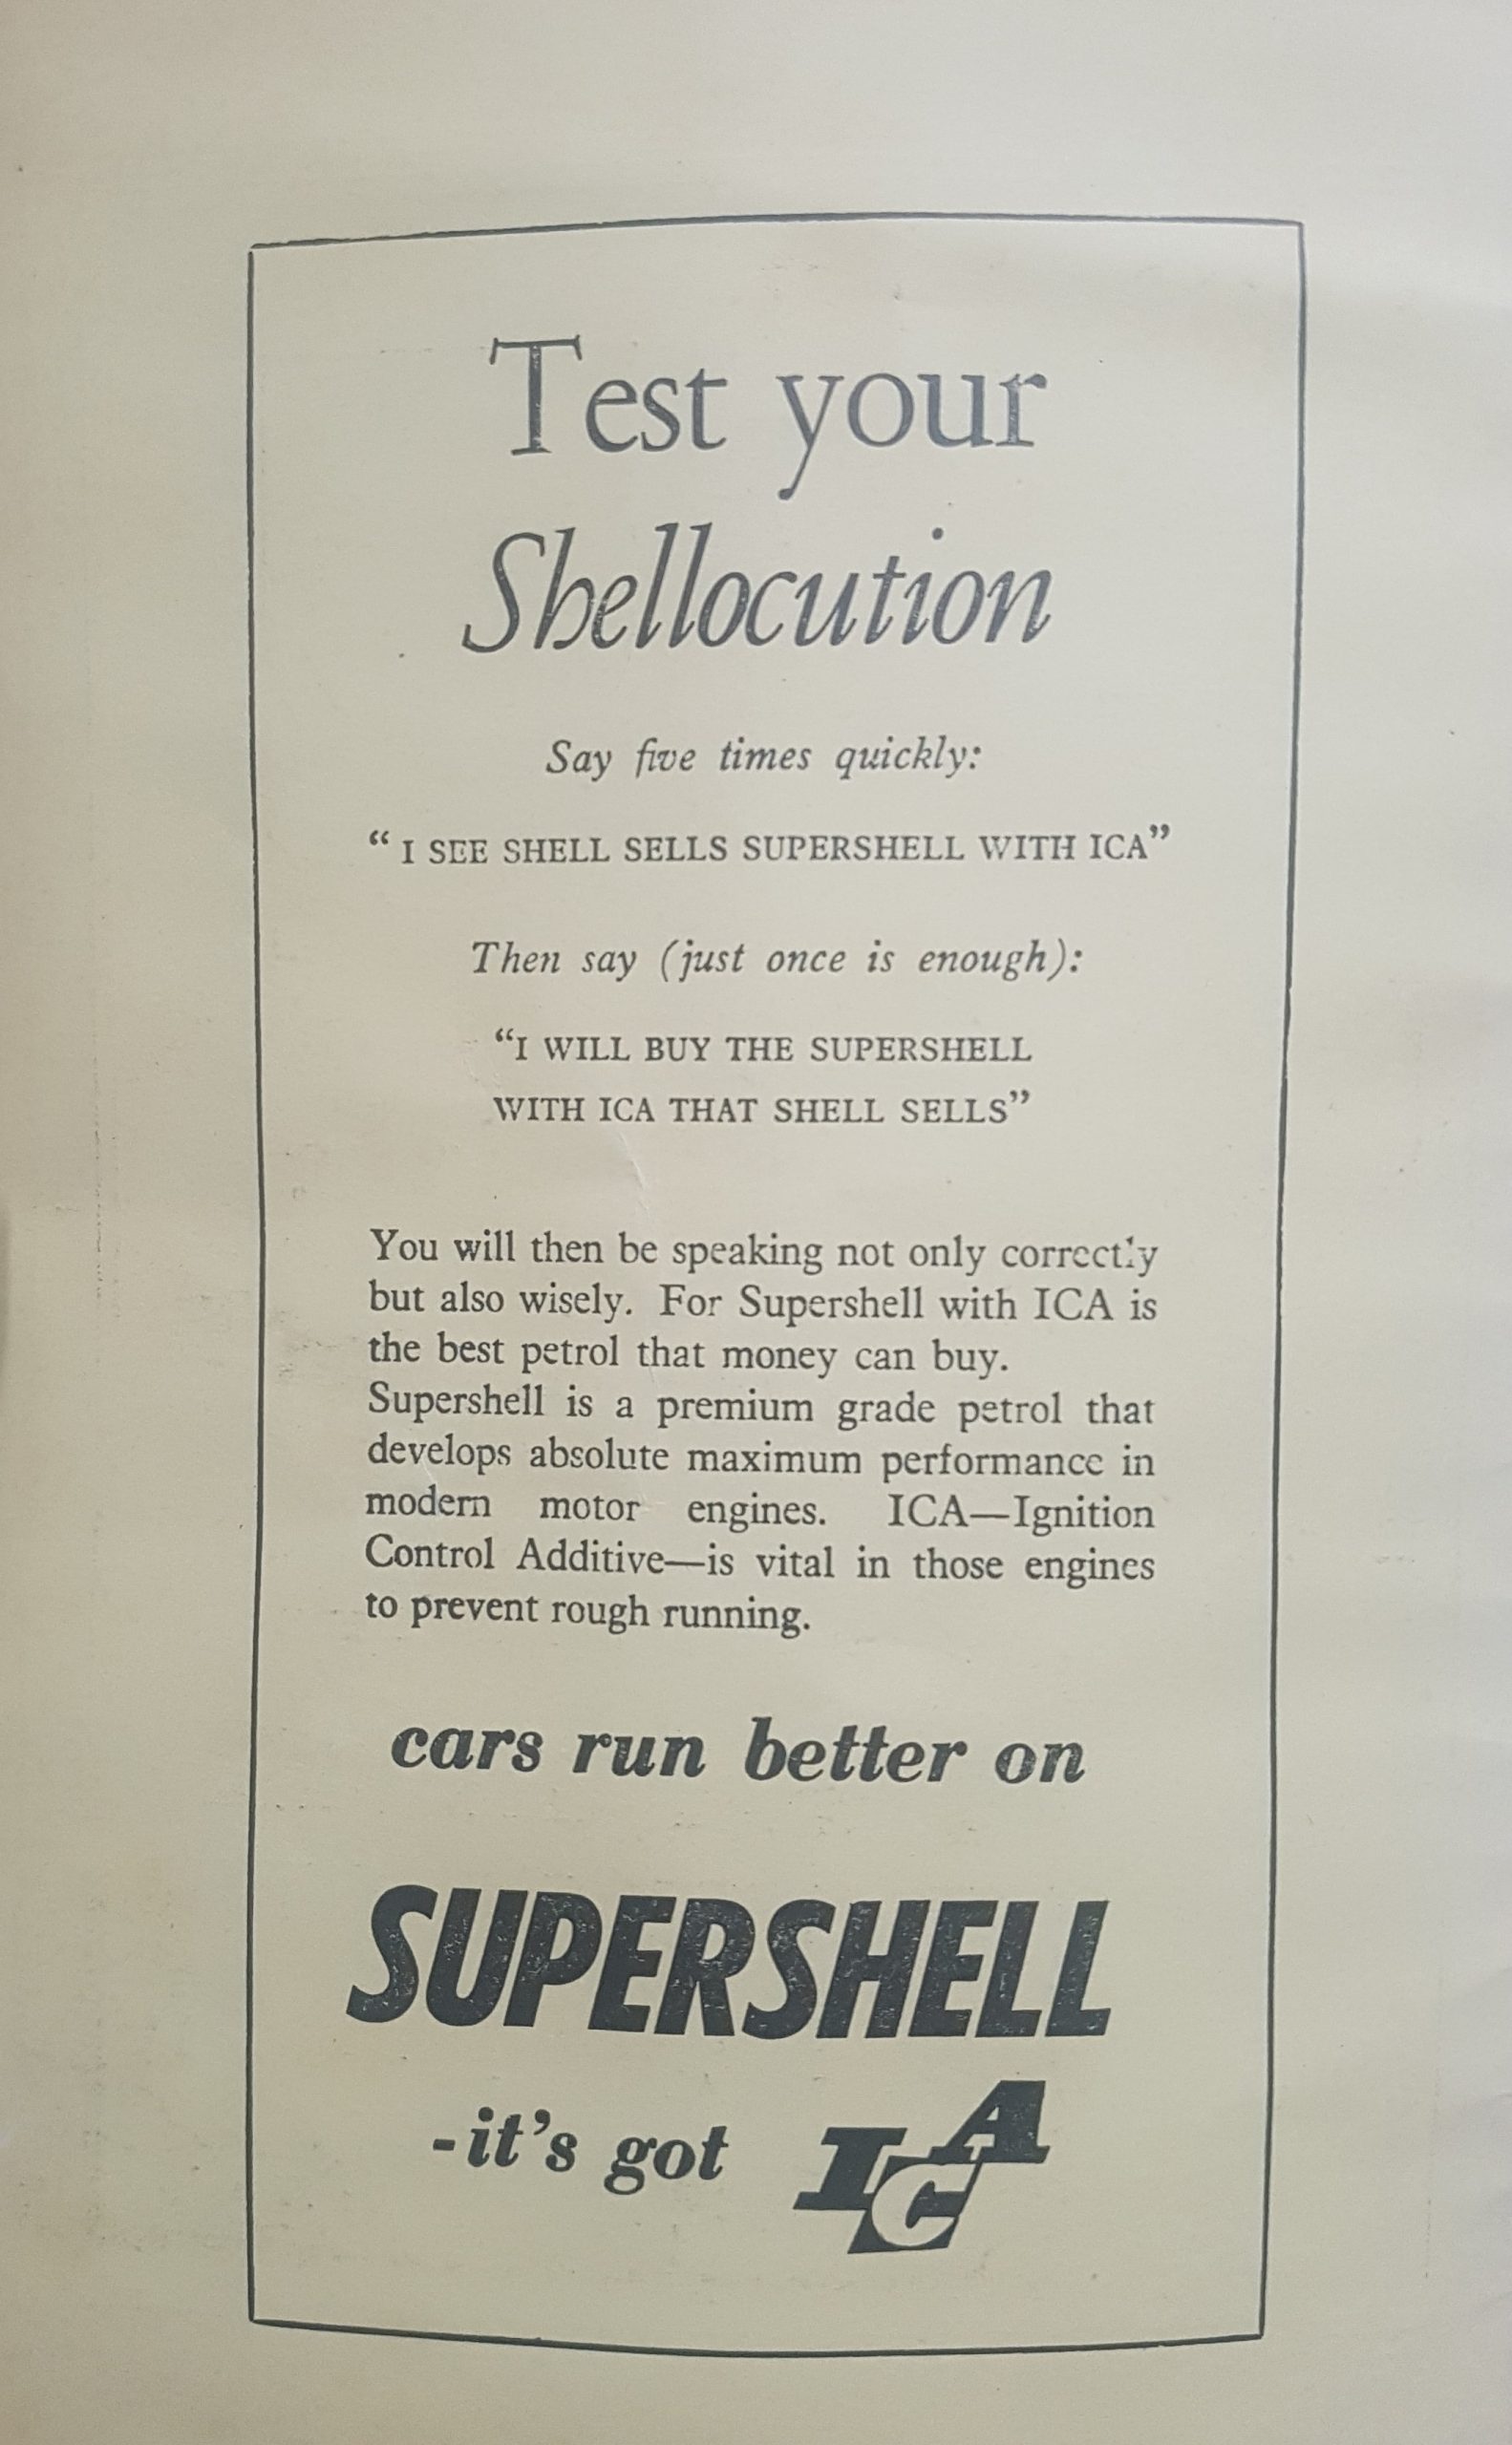 Test your
Shellocution
Say five times quickly:
“ I SEE SHELL SELLS SUPERSHELL WITH ICA”
Then say (just once is enough):
“I WILL BUY THE SUPERSHELL
WITH ICA THAT SHELL SELLS”
You will then be speaking not only correctly
but also wisely. For Supershell with ICA is
the best petrol that money can buy.
Supershell is a premium grade petrol that
develops absolute maximum performance in
modern motor engines. ICA—Ignition
Control Additive—is vital in those engines
to prevent rough running.
cars run better on
SUPERSHELL
-it’s got ICA